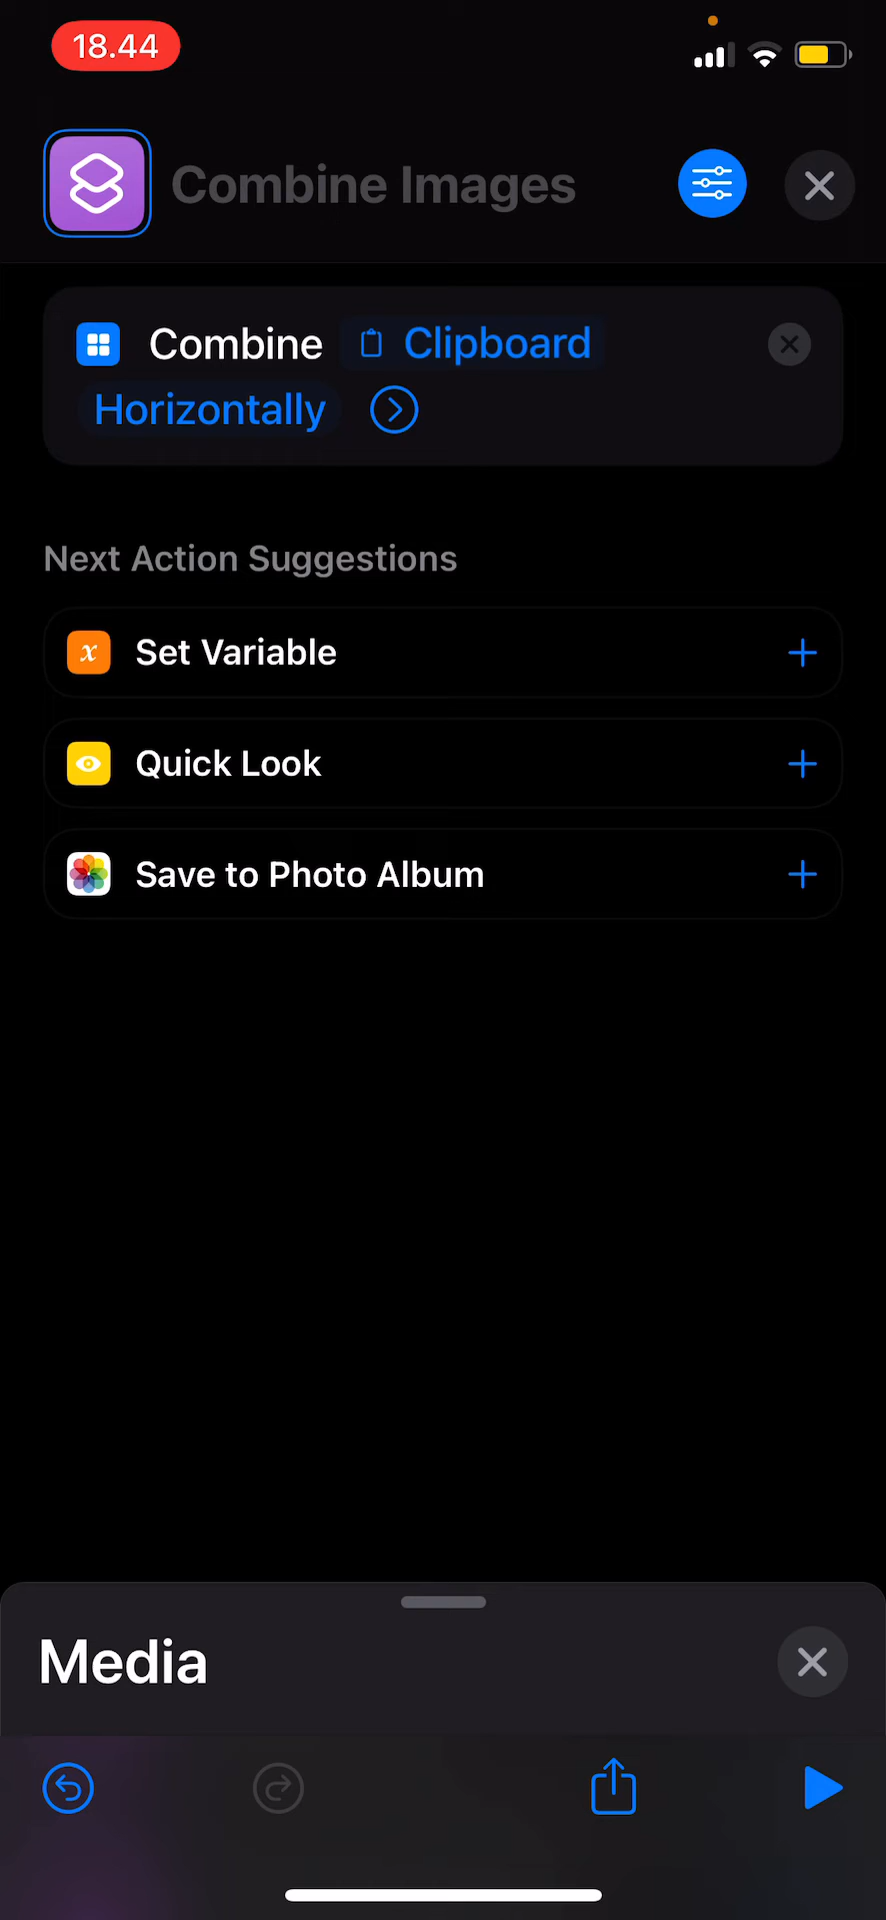 18.44
Combine Images
Combine Clipboard
Horizontally
Next Action Suggestions
x Set Variable
Quick Look
Save to Photo Album
Media